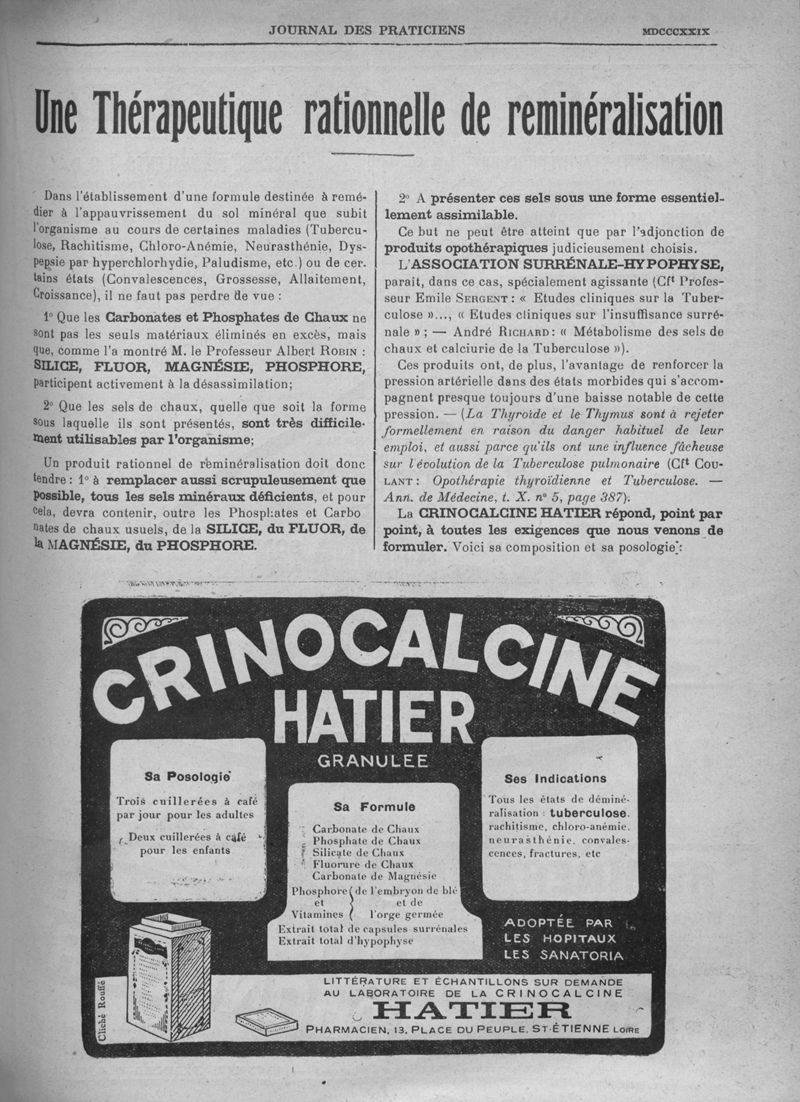 JOURNAL DES PRATICIENS
MDCCCXXIX
Une Thérapeutique rationnelle de reminéralisation
Dans l'établissement d'une formule destinée à remé-
dier à l'appauvrissement du sol minéral que subit
l'organisme au cours de certaines maladies (Tubercu-
lose, Rachitisme, Chloro-Anémie, Neurasthénie, Dys-
pepsie par hyperchlorhydie, Paludisme, etc.) ou de cer-
tains états (Convalescences, Grossesse, Allaitement,
Croissance), il ne faut pas perdre de vue :
1° Que les Carbonates et Phosphates de Chaux ne
sont pas les seuls matériaux éliminés en excès, mais
que, comme l'a montré M. le Professeur Albert ROBIN :
SILICE, FLUOR, MAGNÉSIE, PHOSPHORE,
participent activement à la désassimilation;
2° Que les sels de chaux, quelle que soit la forme
sous laquelle ils sont présentés, sont très difficile-
ment utilisables par l'organisme;
Un produit rationnel de reminéralisation doit donc
tendre : 1° à remplacer aussi scrupuleusement que
possible, tous les sels minéraux déficients, et pour
cela, devra contenir, outre les Phosphates et Carbo
nates de chaux usuels, de la SILICE, du FLUOR, de
la MAGNÉSIE, du PHOSPHORE.
2° A présenter ces sels sous une forme essentiel-
lement assimilable.
Ce but ne peut être atteint que par l'adjonction de
produits opothérapiques judicieusement choisis.
L'ASSOCIATION SURRÉNALE-HYPOPHYSE,
paraît, dans ce cas, spécialement agissante (Cft Profes-
seur Emile SERGENT : « Etudes cliniques sur la Tuber-
culose »..., « Etudes cliniques sur l'insuffisance surré-
nale » ; — André RICHARD : « Métabolisme des sels de
chaux et calciurie de la Tuberculose »).
Ces produits ont, de plus, l'avantage de renforcer la
pression artérielle dans des états morbides qui s'accom-
pagnent presque toujours d'une baisse notable de cette
pression. — (La Thyroïde et le Thymus sont à rejeter
formellement en raison du danger habituel de leur
emploi, et aussi parce qu'ils ont une influence fâcheuse
sur l'évolution de la Tuberculose pulmonaire (Cft COU-
LANT : Opothérapie thyroïdienne et Tuberculose. —
Ann. de Médecine, t. X. n° 5, page 387).
La CRINOCALCINE HATIER répond, point par
point, à toutes les exigences que nous venons de
formuler. Voici sa composition et sa posologie :
CRINOCALCINE
HATIER
GRANULEE
Sa Posologie
Trois cuillerées à café
par jour pour les adultes
Deux cuillerées à café
pour les enfants
Sa Formule
Carbonate de Chaux
Phosphate de Chaux
Silicate de Chaux
Fluorure de Chaux
Carbonate de Magnésie
Phosphore ( de l'embryon de blé
et } et de
Vitamines ( l'orge germée
Extrait total de capsules surrénales
Extrait total d'hypophyse
Ses Indications
Tous les états de déminé-
ralisation : tuberculose,
rachitisme, chloro-anémie,
neurasthénie, convales-
cences, fractures, etc
ADOPTÉE PAR
LES HOPITAUX
LES SANATORIA
Cliché Rouffé
LITTÉRATURE ET ÉCHANTILLONS SUR DEMANDE
AU LABORATOIRE DE LA CRINOCALCINE
HATIER
PHARMACIEN, 13, PLACE DU PEUPLE, ST-ÉTIENNE LOIRE